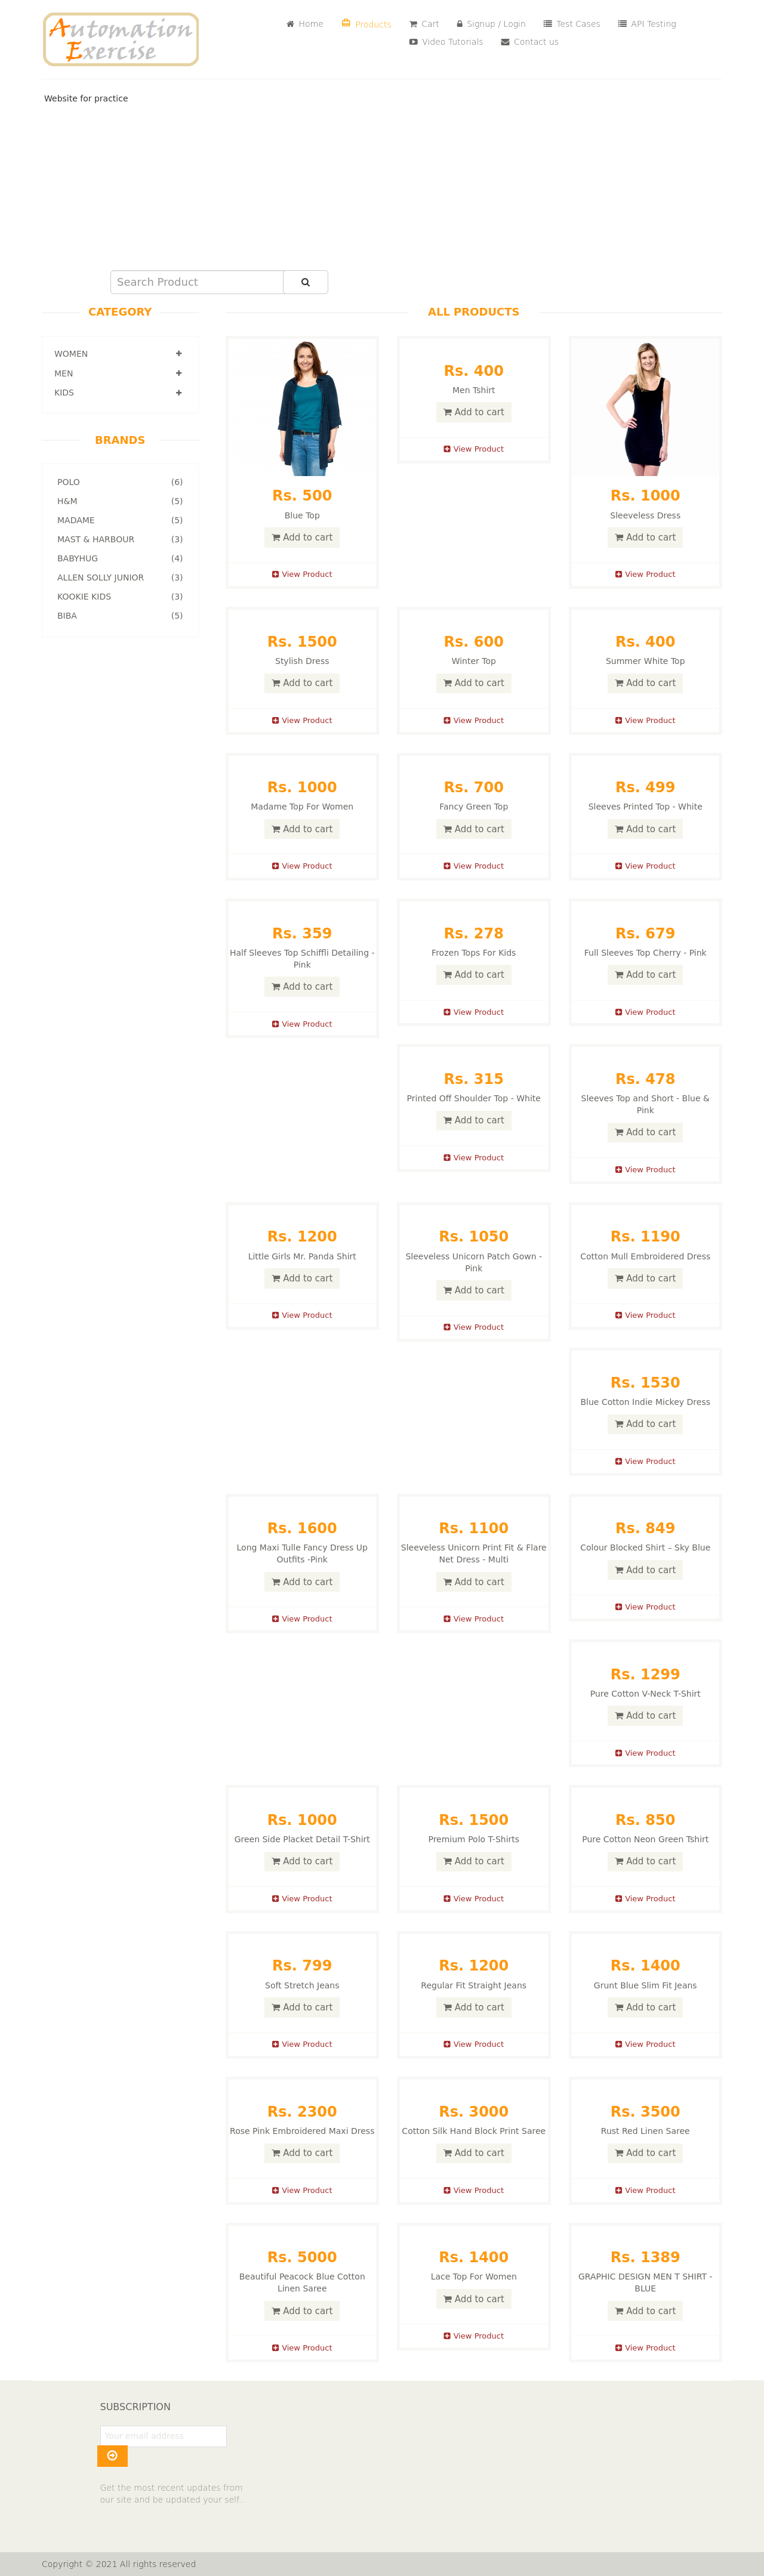 Automation
Exercise
Home
Products
Cart
Signup / Login
Test Cases
API Testing
Video Tutorials
Contact us
Website for practice
Search Product
CATEGORY
WOMEN
MEN
KIDS
BRANDS
POLO (6)
H&M (5)
MADAME (5)
MAST & HARBOUR (3)
BABYHUG (4)
ALLEN SOLLY JUNIOR (3)
KOOKIE KIDS (3)
BIBA (5)
ALL PRODUCTS
Rs. 500
Blue Top
Add to cart
View Product
Rs. 400
Men Tshirt
Add to cart
View Product
Rs. 1000
Sleeveless Dress
Add to cart
View Product
Rs. 1500
Stylish Dress
Add to cart
View Product
Rs. 600
Winter Top
Add to cart
View Product
Rs. 400
Summer White Top
Add to cart
View Product
Rs. 1000
Madame Top For Women
Add to cart
View Product
Rs. 700
Fancy Green Top
Add to cart
View Product
Rs. 499
Sleeves Printed Top - White
Add to cart
View Product
Rs. 359
Half Sleeves Top Schiffli Detailing -
Pink
Add to cart
View Product
Rs. 278
Frozen Tops For Kids
Add to cart
View Product
Rs. 679
Full Sleeves Top Cherry - Pink
Add to cart
View Product
Rs. 315
Printed Off Shoulder Top - White
Add to cart
View Product
Rs. 478
Sleeves Top and Short - Blue &
Pink
Add to cart
View Product
Rs. 1200
Little Girls Mr. Panda Shirt
Add to cart
View Product
Rs. 1050
Sleeveless Unicorn Patch Gown -
Pink
Add to cart
View Product
Rs. 1190
Cotton Mull Embroidered Dress
Add to cart
View Product
Rs. 1530
Blue Cotton Indie Mickey Dress
Add to cart
View Product
Rs. 1600
Long Maxi Tulle Fancy Dress Up
Outfits -Pink
Add to cart
View Product
Rs. 1100
Sleeveless Unicorn Print Fit & Flare
Net Dress - Multi
Add to cart
View Product
Rs. 849
Colour Blocked Shirt – Sky Blue
Add to cart
View Product
Rs. 1299
Pure Cotton V-Neck T-Shirt
Add to cart
View Product
Rs. 1000
Green Side Placket Detail T-Shirt
Add to cart
View Product
Rs. 1500
Premium Polo T-Shirts
Add to cart
View Product
Rs. 850
Pure Cotton Neon Green Tshirt
Add to cart
View Product
Rs. 799
Soft Stretch Jeans
Add to cart
View Product
Rs. 1200
Regular Fit Straight Jeans
Add to cart
View Product
Rs. 1400
Grunt Blue Slim Fit Jeans
Add to cart
View Product
Rs. 2300
Rose Pink Embroidered Maxi Dress
Add to cart
View Product
Rs. 3000
Cotton Silk Hand Block Print Saree
Add to cart
View Product
Rs. 3500
Rust Red Linen Saree
Add to cart
View Product
Rs. 5000
Beautiful Peacock Blue Cotton
Linen Saree
Add to cart
View Product
Rs. 1400
Lace Top For Women
Add to cart
View Product
Rs. 1389
GRAPHIC DESIGN MEN T SHIRT -
BLUE
Add to cart
View Product
SUBSCRIPTION
Your email address
Get the most recent updates from
our site and be updated your self...
Copyright © 2021 All rights reserved